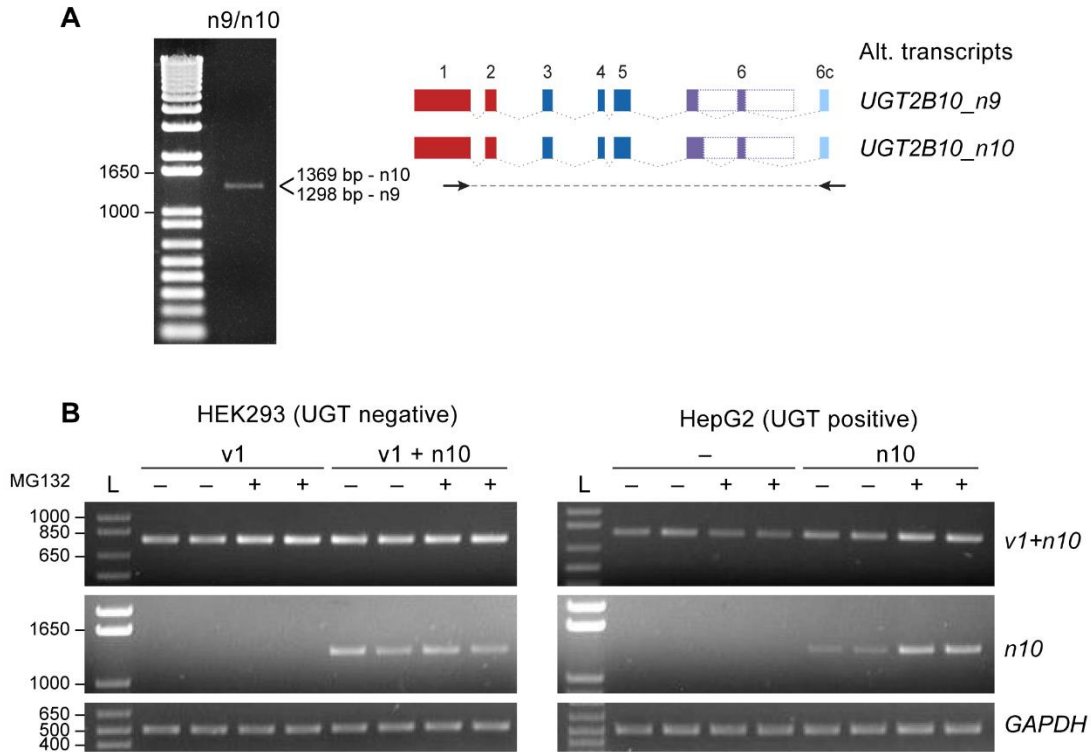 A
n9/n10
1650
1000
1369 bp - n10
1298 bp - n9
Alt. transcripts
1 2 3 4 5 6 6c
UGT2B10_n9
UGT2B10_n10
B
HEK293 (UGT negative)
v1 v1 + n10
MG132 L – – + + – – + +
1000
850
650
1650
1000
650
500
400
HepG2 (UGT positive)
– n10
L – – + + – – + +
v1+n10
n10
GAPDH